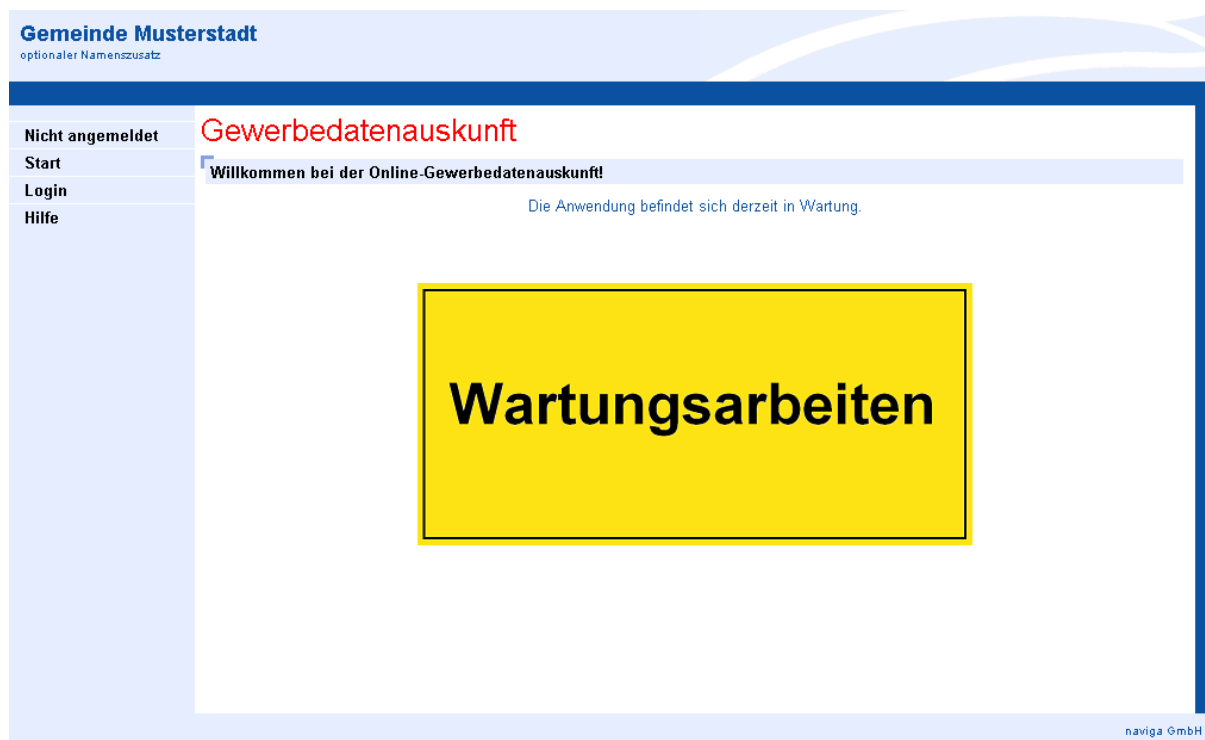 Gemeinde Musterstadt
optionaler Namenszusatz
Nicht angemeldet
Start
Login
Hilfe
Gewerbedatenauskunft
Willkommen bei der Online-Gewerbedatenauskunft!
Die Anwendung befindet sich derzeit in Wartung.
Wartungsarbeiten
naviga GmbH